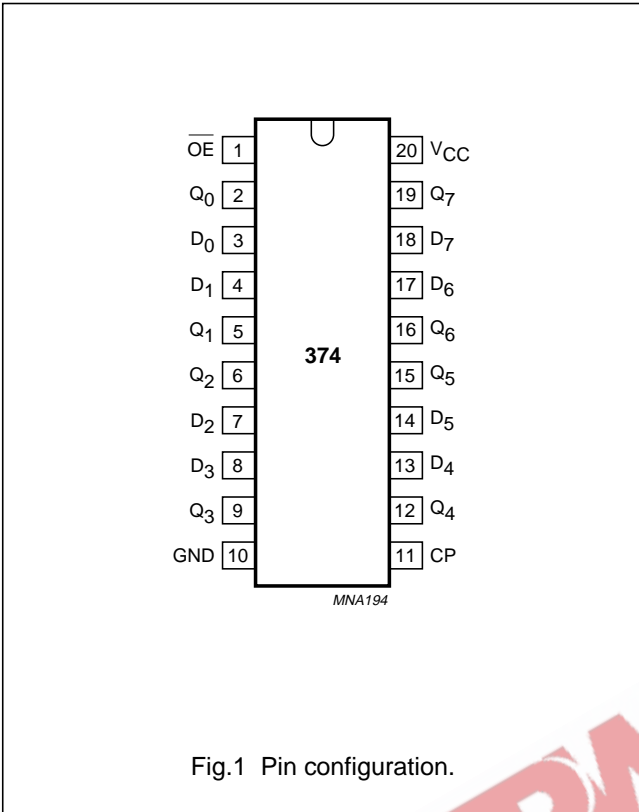 OE 1 20 VCC
Q0 2 19 Q7
D0 3 18 D7
D1 4 17 D6
Q1 5 16 Q6
374
Q2 6 15 Q5
D2 7 14 D5
D3 8 13 D4
Q3 9 12 Q4
GND 10 11 CP
MNA194
Fig.1 Pin configuration.